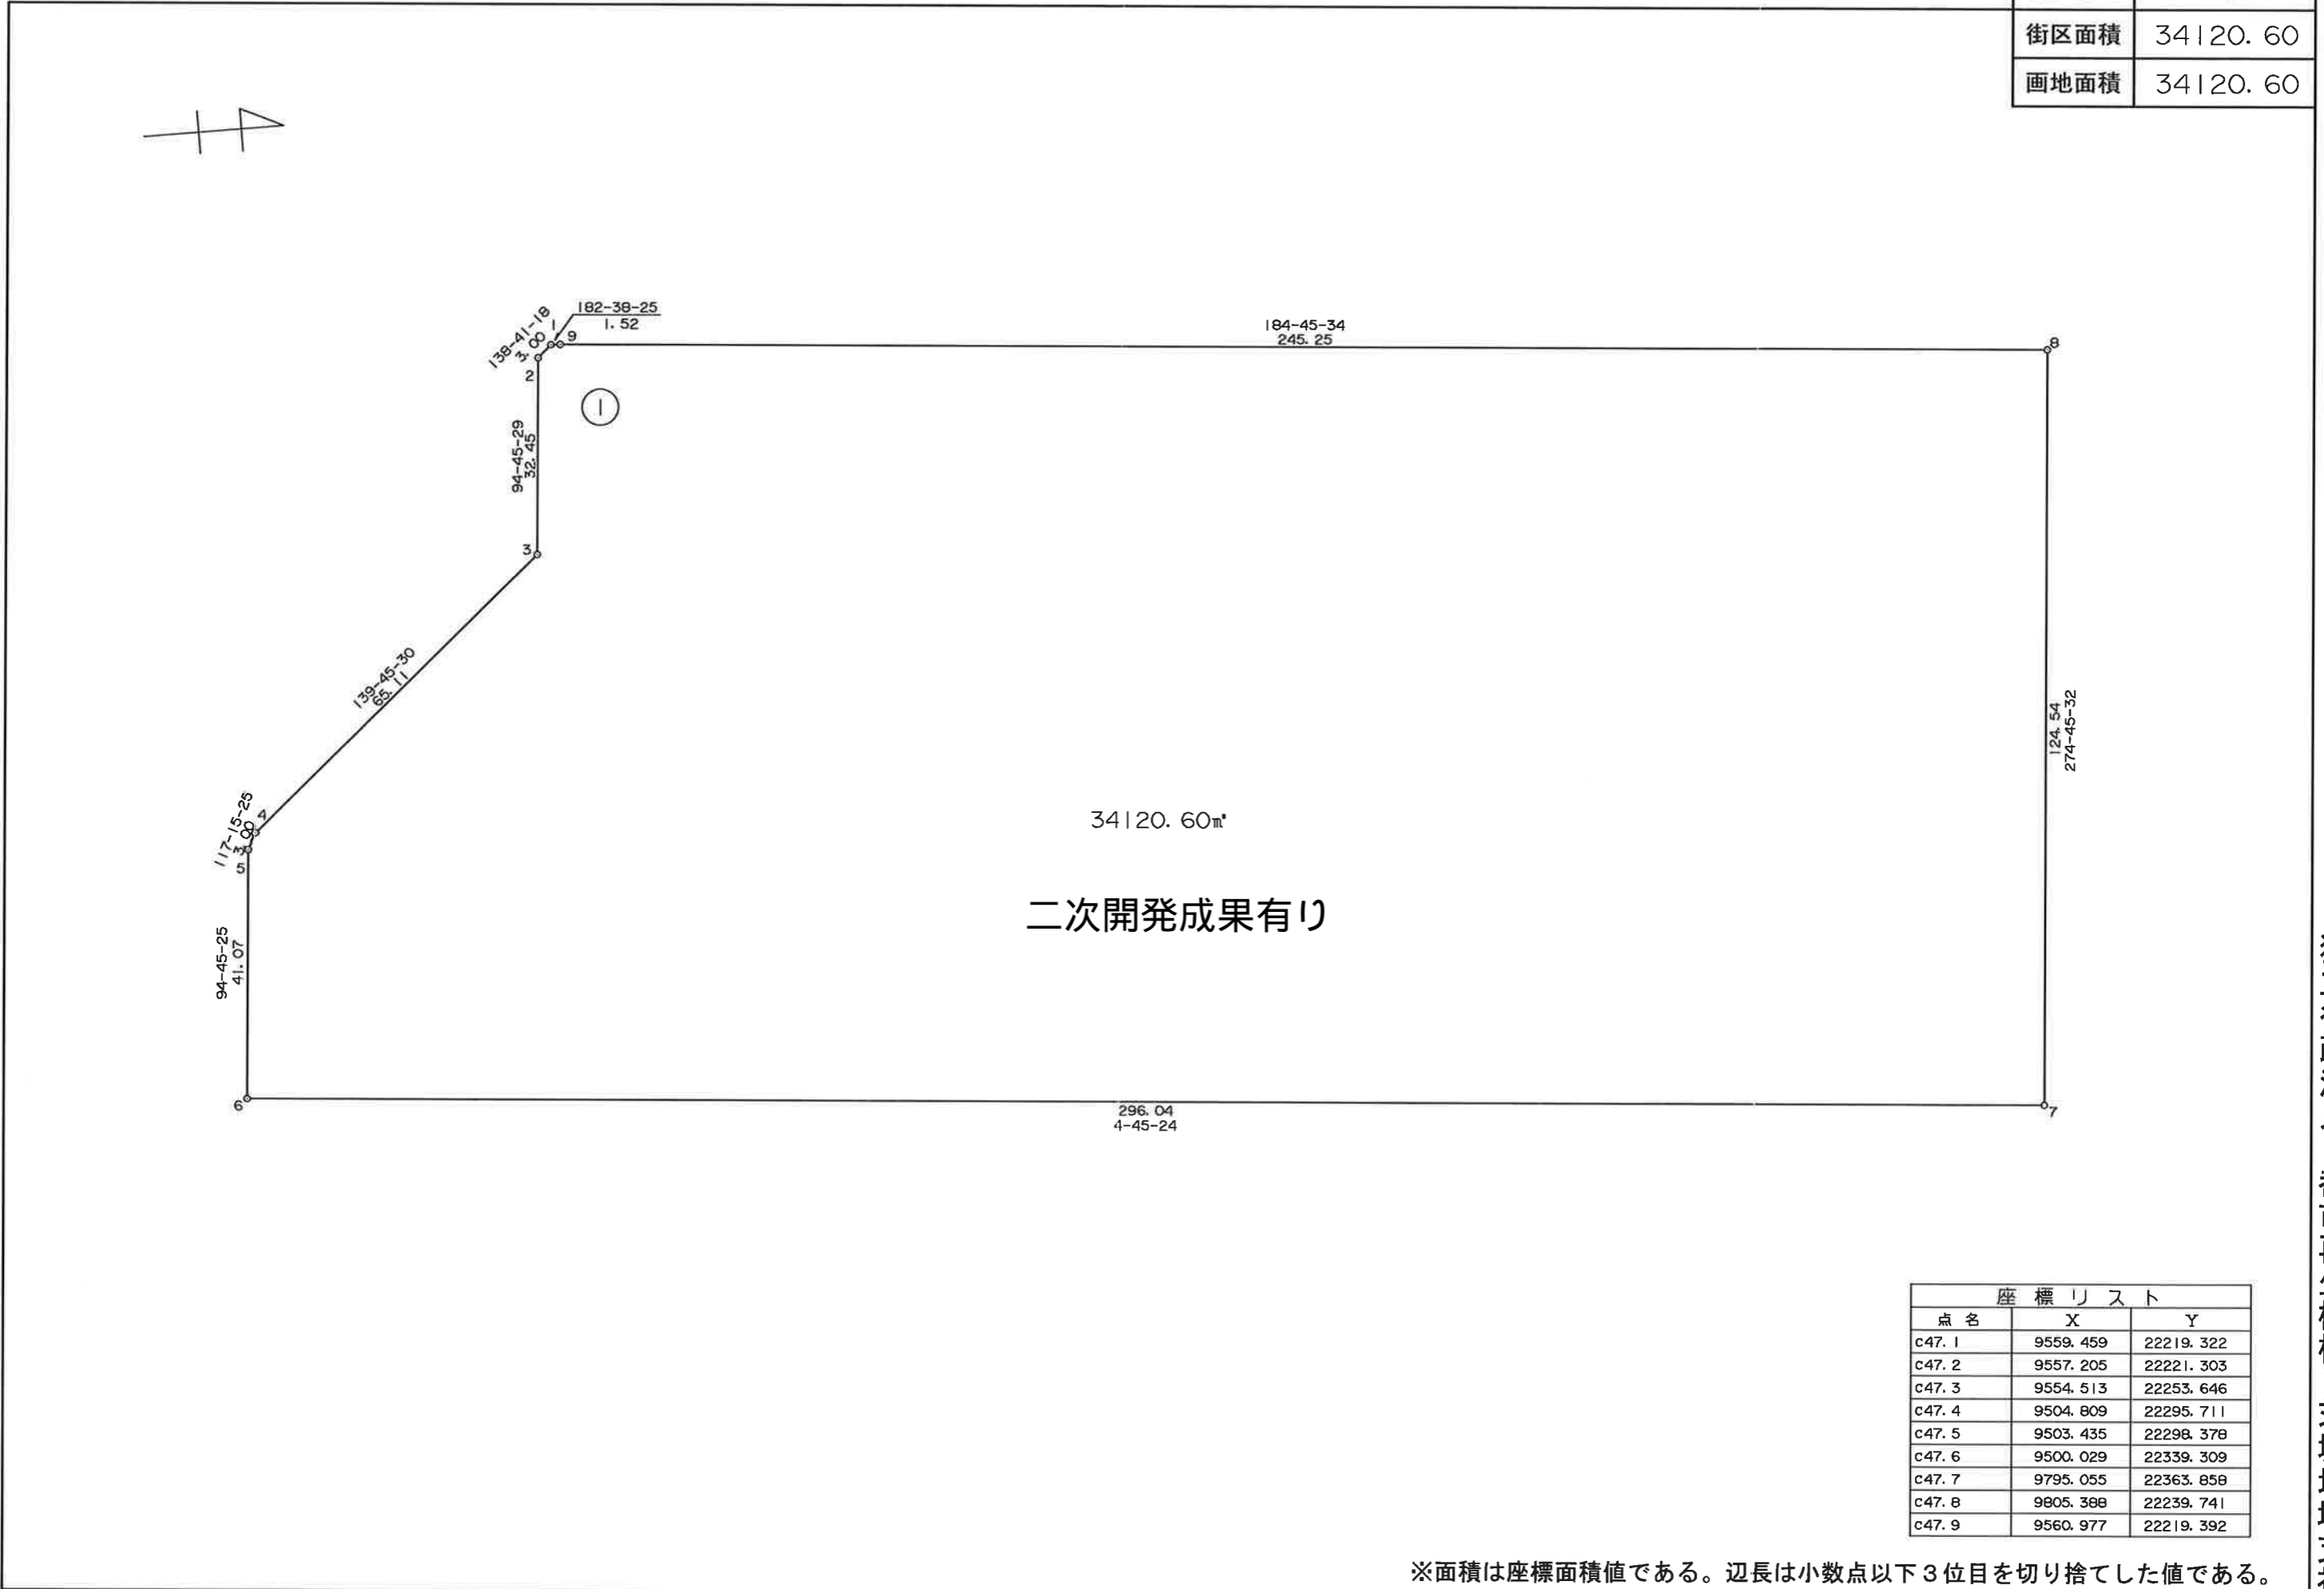 街区面積 34120.60
画地面積 34120.60
182-38-25
1.52
138-41-18
3.00
1
9
184-45-34
245.25
8
2
①
94-45-29
32.45
3
139-45-30
65.11
124.54
274-45-32
117-15-25
3.00
4
5
34120.60㎡
二次開発成果有り
94-45-25
41.07
6
296.04
4-45-24
7
座標リスト
点名 X Y
c47.1 9559.459 22219.322
c47.2 9557.205 22221.303
c47.3 9554.513 22253.646
c47.4 9504.809 22295.711
c47.5 9503.435 22298.378
c47.6 9500.029 22339.309
c47.7 9795.055 22363.858
c47.8 9805.388 22239.741
c47.9 9560.977 22219.392
※面積は座標面積値である。辺長は小数点以下3位目を切り捨てした値である。